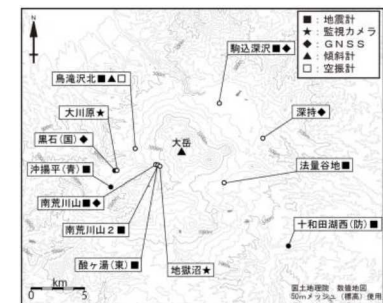 N
■：地震計
★：監視カメラ
◆：ＧＮＳＳ
▲：傾斜計
□：空振計
駒込深沢■◆
鳥滝沢北■▲□
大川原★
深持◆
黒石(国)◆
大岳
沖揚平(青)■
法量谷地■
南荒川山■◆
南荒川山２■
十和田湖西(防)■
酸ヶ湯(東)■
地獄沼★
km
0 5
国土地理院 数値地図
50mメッシュ（標高）使用